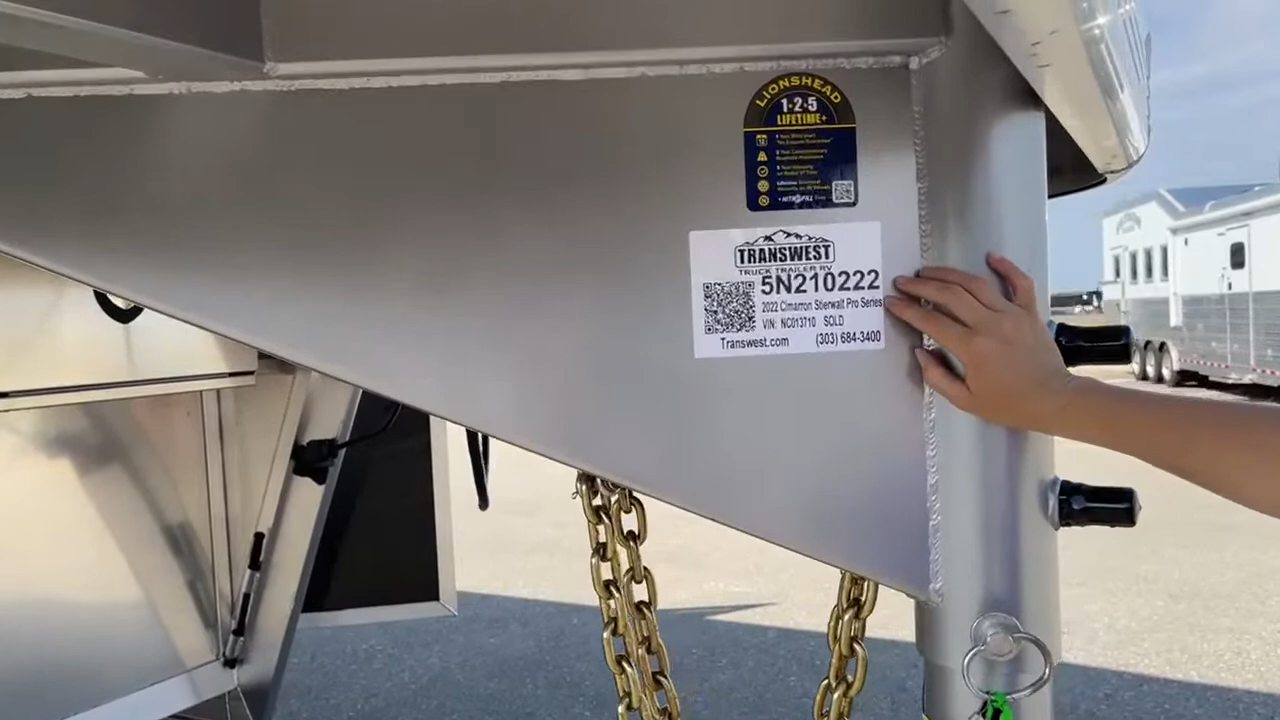 LIONSHEAD
1•2•5
LIFETIME+
TRANSWEST
TRUCK TRAILER RV
5N210222
2022 Cimarron Stierwalt Pro Series
VIN: NC013710 SOLD
Transwest.com (303) 684-3400